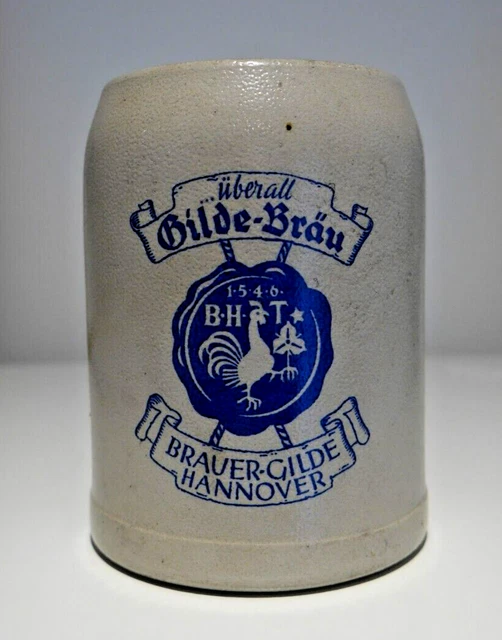 überall
Gilde-Bräu
1·5·4·6·
B·H·T·
BRAUER·GILDE
HANNOVER